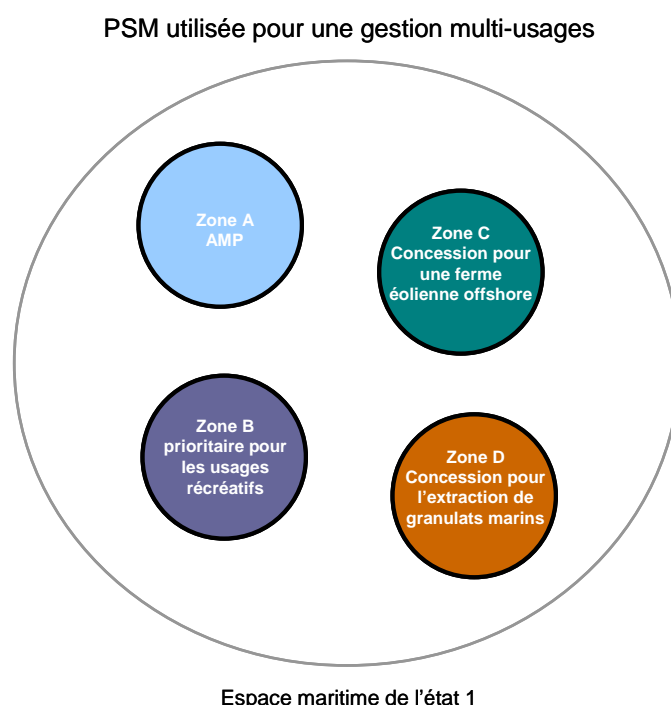 PSM utilisée pour une gestion multi-usages
Zone A
AMP
Zone C
Concession pour
une ferme
éolienne offshore
Zone B
prioritaire pour
les usages
récréatifs
Zone D
Concession pour
l'extraction de
granulats marins
Espace maritime de l'état 1